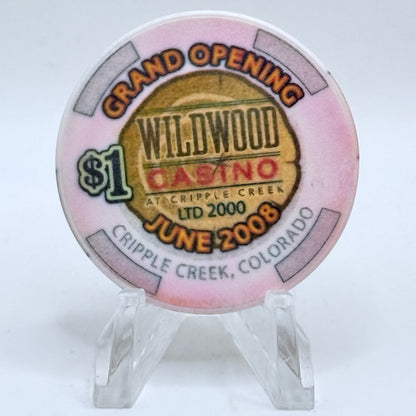 GRAND OPENING
WILDWOOD
CASINO
AT CRIPPLE CREEK
$1
LTD 2000
JUNE 2008
CRIPPLE CREEK, COLORADO